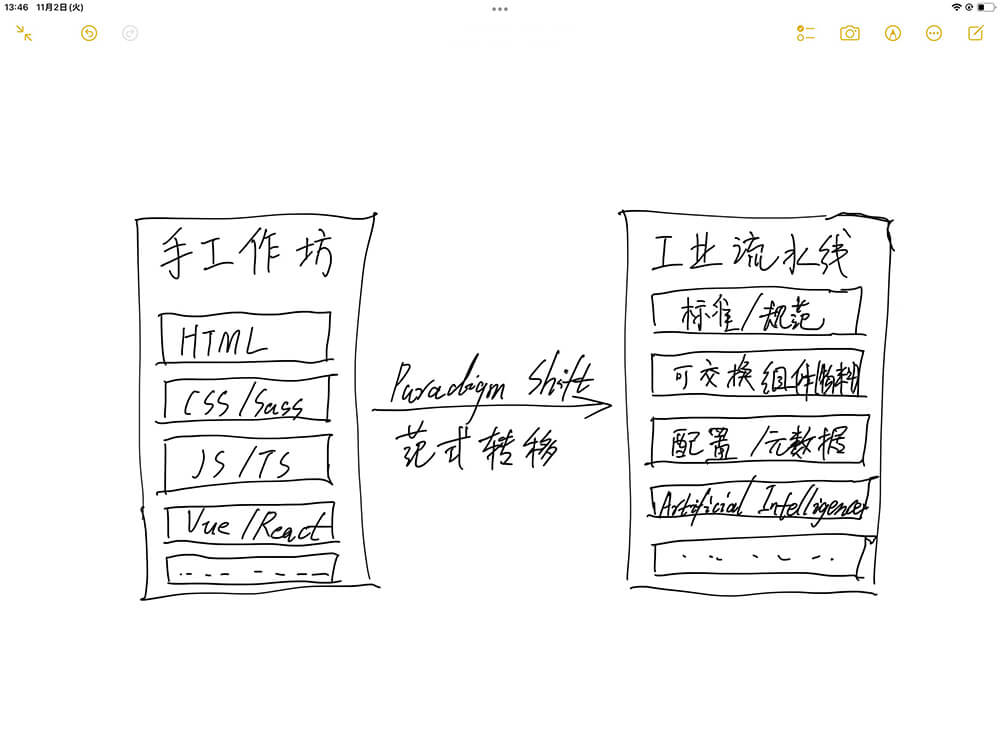 13:46 11月2日(火)
手工作坊
HTML
CSS/Sass
JS/TS
Vue/React
Paradigm Shift
范式转移
工业流水线
标准/规范
可交换组件/物料
配置/元数据
Artificial Intelligence